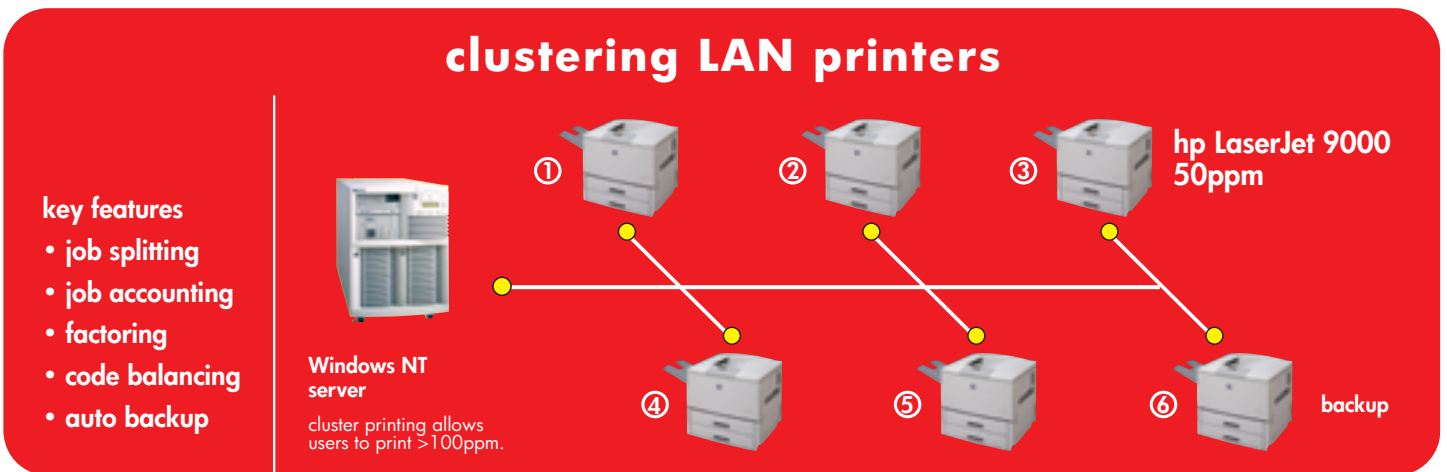 clustering LAN printers
key features
• job splitting
• job accounting
• factoring
• code balancing
• auto backup
Windows NT
server
cluster printing allows
users to print >100ppm.
①
②
③
hp LaserJet 9000
50ppm
④
⑤
⑥
backup